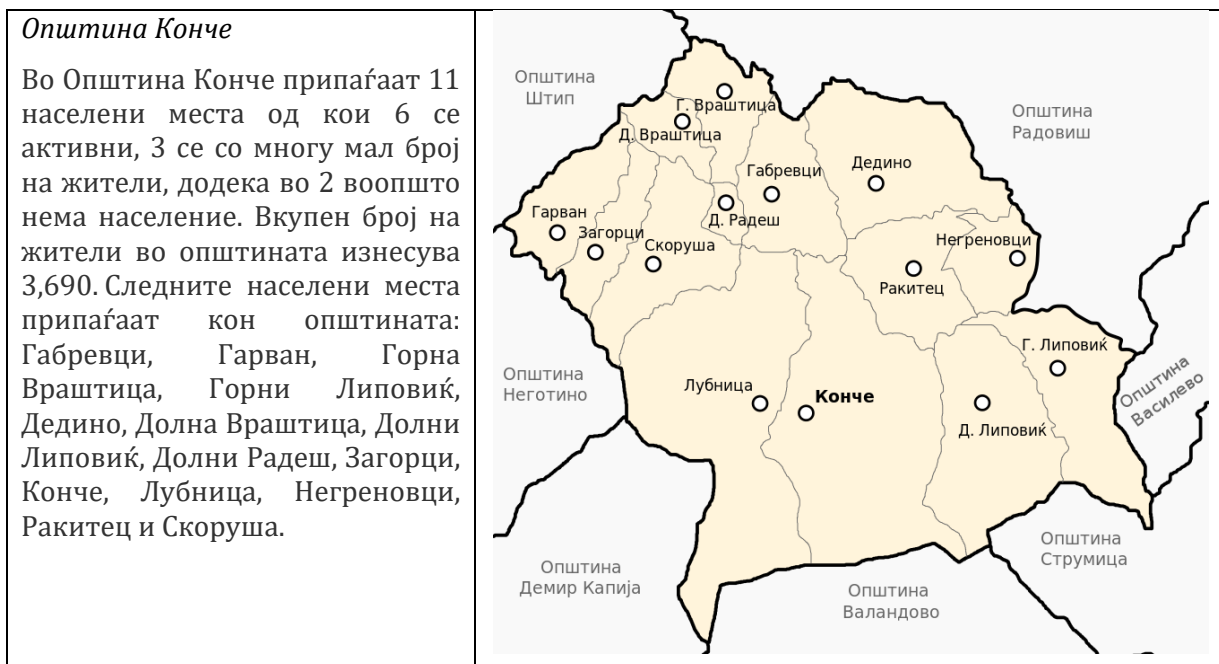 Општина Конче
Во Општина Конче припаѓаат 11
населени места од кои 6 се
активни, 3 се со многу мал број
на жители, додека во 2 воопшто
нема население. Вкупен број на
жители во општината изнесува
3,690. Следните населени места
припаѓаат кон општината:
Габревци, Гарван, Горна
Враштица, Горни Липовиќ,
Дедино, Долна Враштица, Долни
Липовиќ, Долни Радеш, Загорци,
Конче, Лубница, Негреновци,
Ракитец и Скоруша.
Општина
Штип
Г. Враштица
Д. Враштица
Општина
Радовиш
Габревци
Дедино
Гарван
Д. Радеш
Загорци
Скоруша
Негреновци
Ракитец
Г. Липовиќ
Општина
Неготино
Лубница
Конче
Д. Липовиќ
Општина
Василево
Општина
Струмица
Општина
Демир Капија
Општина
Валандово